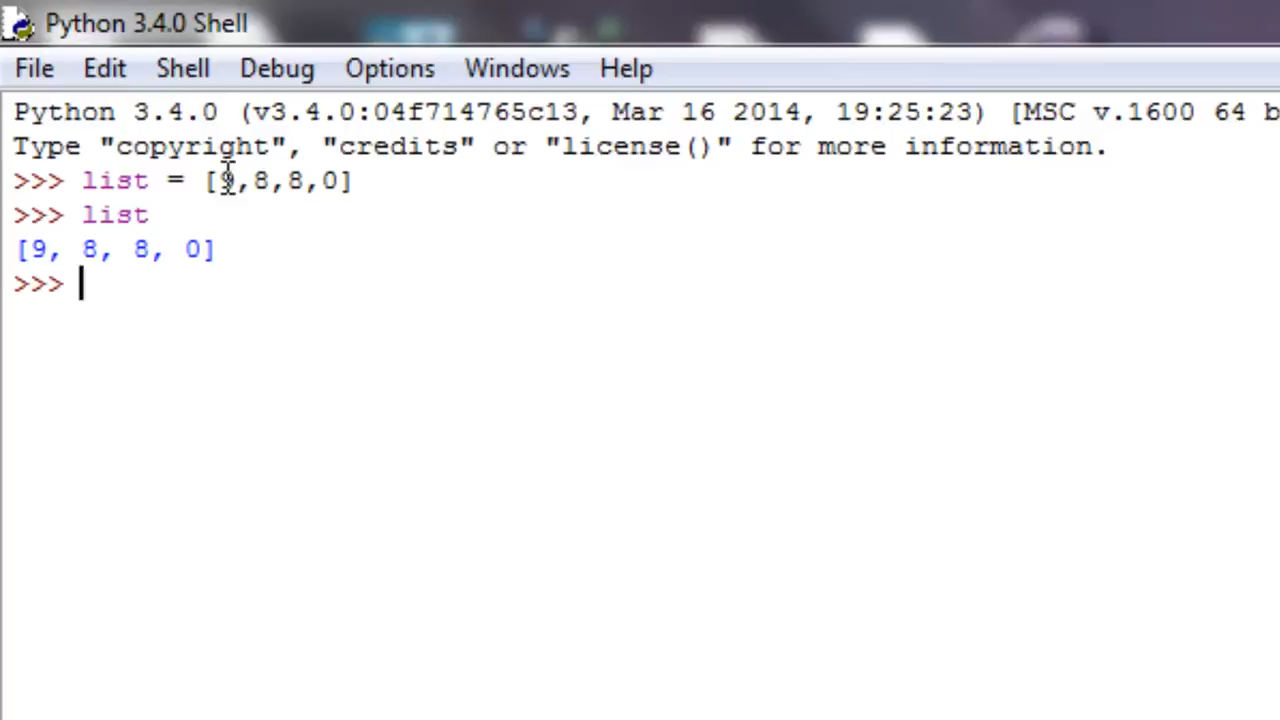 Python 3.4.0 Shell
File Edit Shell Debug Options Windows Help
Python 3.4.0 (v3.4.0:04f714765c13, Mar 16 2014, 19:25:23) [MSC v.1600 64 b
Type "copyright", "credits" or "license()" for more information.
>>> list = [9,8,8,0]
>>> list
[9, 8, 8, 0]
>>>